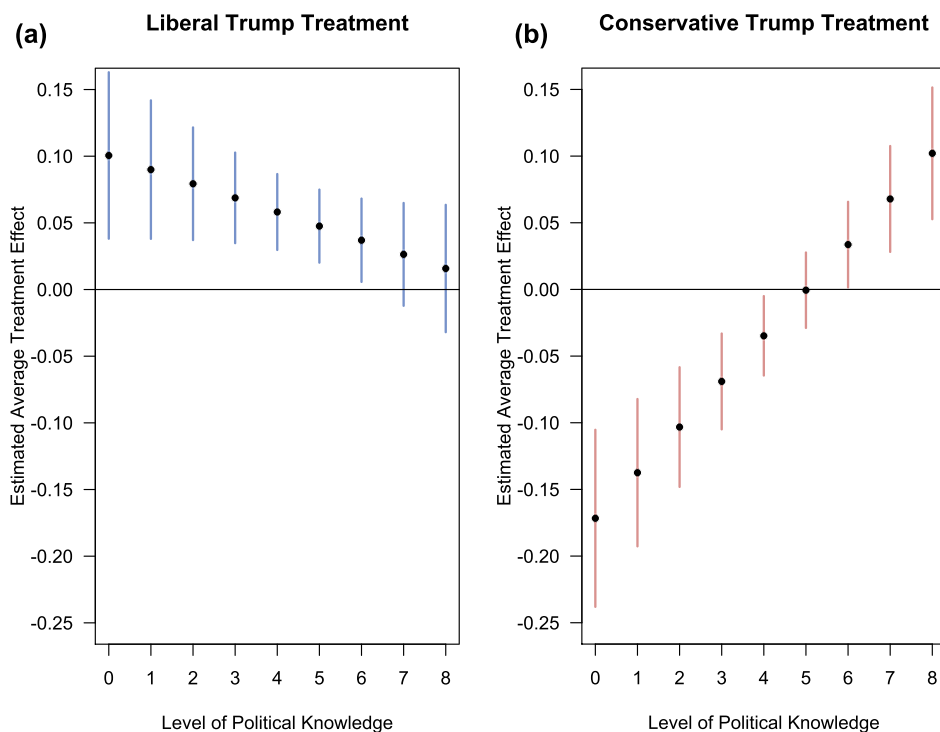 (a) Liberal Trump Treatment
Estimated Average Treatment Effect
0.15
0.10
0.05
0.00
-0.05
-0.10
-0.15
-0.20
-0.25
0 1 2 3 4 5 6 7 8
Level of Political Knowledge
(b) Conservative Trump Treatment
Estimated Average Treatment Effect
0.15
0.10
0.05
0.00
-0.05
-0.10
-0.15
-0.20
-0.25
0 1 2 3 4 5 6 7 8
Level of Political Knowledge